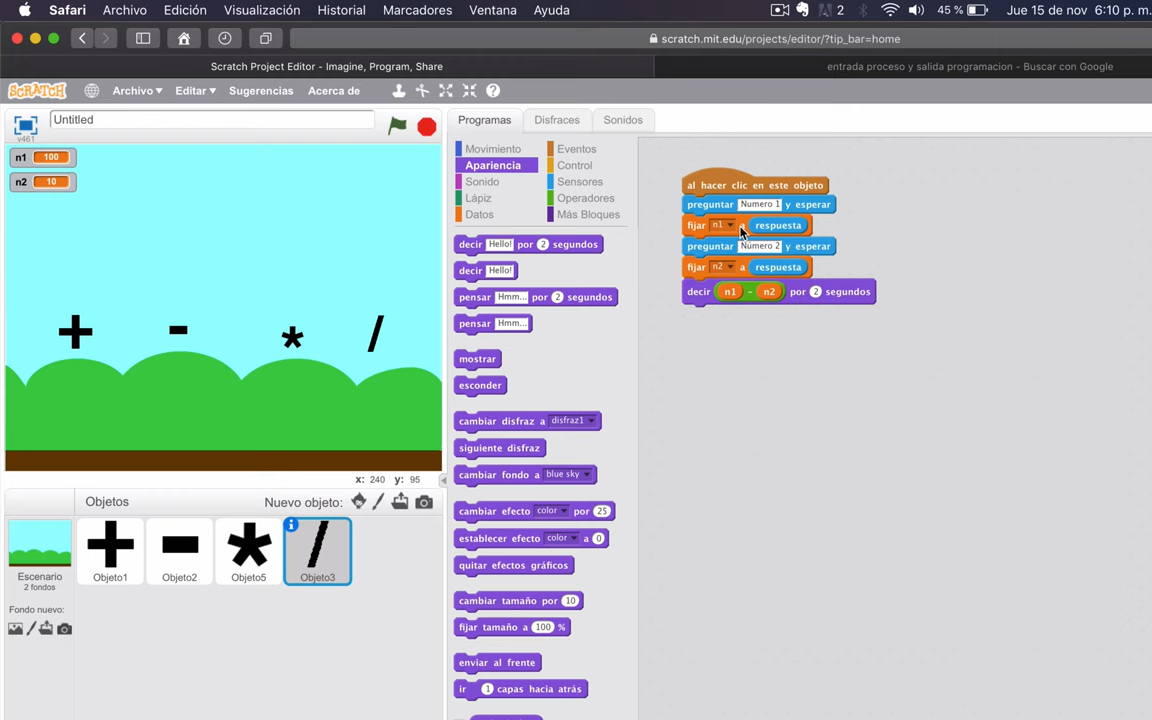 Safari Archivo Edición Visualización Historial Marcadores Ventana Ayuda 2 45 % Jue 15 de nov 6:10 p. m.
scratch.mit.edu/projects/editor/?tip_bar=home
Scratch Project Editor - Imagine, Program, Share entrada proceso y salida programacion - Buscar con Google
SCRATCH Archivo Editar Sugerencias Acerca de ?
Untitled
v461
n1 100
n2 10
+ - * /
x: 240 y: 95
Objetos Nuevo objeto:
Escenario
2 fondos
Objeto1 Objeto2 Objeto5 Objeto3
Fondo nuevo:
Programas Disfraces Sonidos
Movimiento Eventos
Apariencia Control
Sonido Sensores
Lápiz Operadores
Datos Más Bloques
decir Hello! por 2 segundos
decir Hello!
pensar Hmm... por 2 segundos
pensar Hmm...
mostrar
esconder
cambiar disfraz a disfraz1
siguiente disfraz
cambiar fondo a blue sky
cambiar efecto color por 25
establecer efecto color a 0
quitar efectos gráficos
cambiar tamaño por 10
fijar tamaño a 100 %
enviar al frente
ir 1 capas hacia atrás
al hacer clic en este objeto
preguntar Numero 1 y esperar
fijar n1 a respuesta
preguntar Número 2 y esperar
fijar n2 a respuesta
decir n1 - n2 por 2 segundos